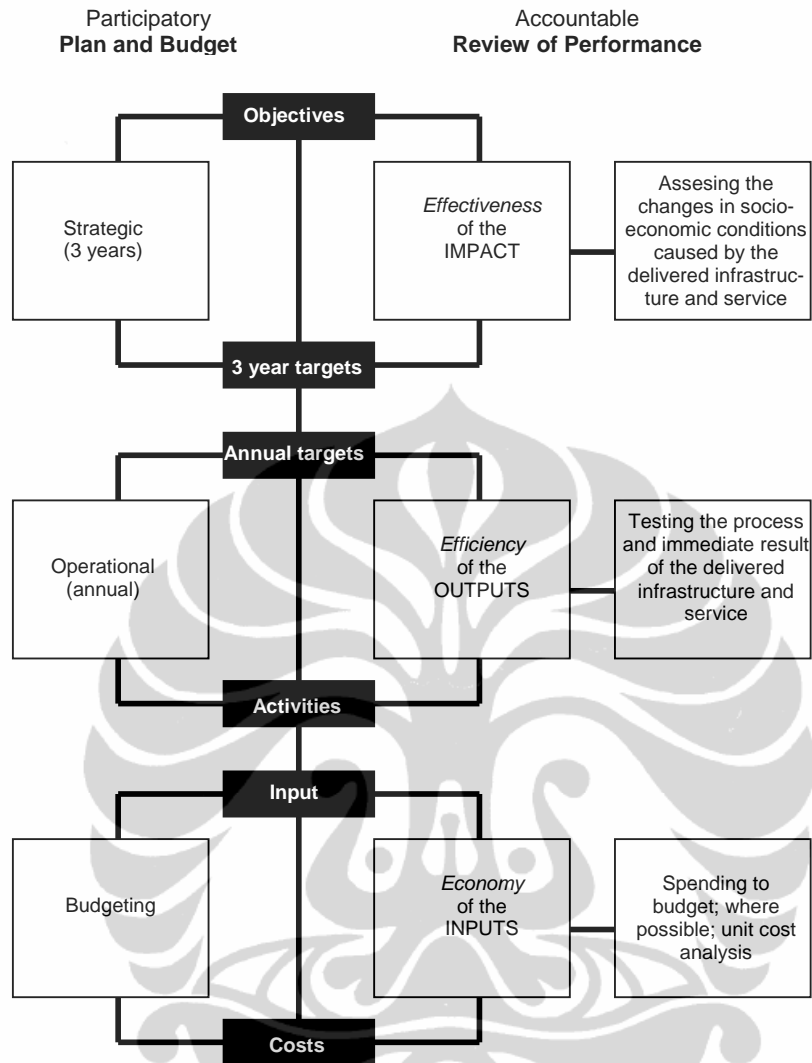 Participatory
Plan and Budget
Accountable
Review of Performance
Objectives
Strategic
(3 years)
Effectiveness
of the
IMPACT
Assesing the
changes in socio-
economic conditions
caused by the
delivered infrastruc-
ture and service
3 year targets
Annual targets
Operational
(annual)
Efficiency
of the
OUTPUTS
Testing the process
and immediate result
of the delivered
infrastructure and
service
Activities
Input
Budgeting
Economy
of the
INPUTS
Spending to
budget; where
possible; unit cost
analysis
Costs